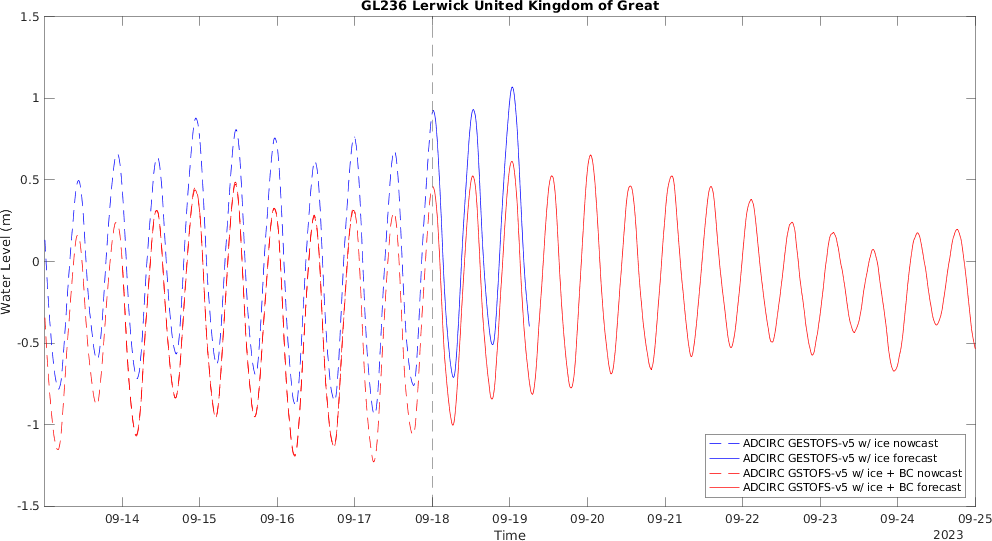 GL236 Lerwick United Kingdom of Great
1.5
1
0.5
0
-0.5
-1
-1.5
Water Level (m)
ADCIRC GESTOFS-v5 w/ ice nowcast
ADCIRC GESTOFS-v5 w/ ice forecast
ADCIRC GSTOFS-v5 w/ ice + BC nowcast
ADCIRC GSTOFS-v5 w/ ice + BC forecast
09-14 09-15 09-16 09-17 09-18 09-19 09-20 09-21 09-22 09-23 09-24 09-25
Time
2023